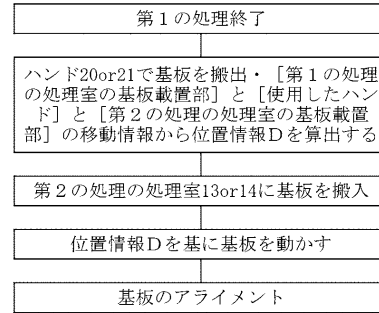 第１の処理終了
ハンド20or21で基板を搬出・［第１の処理
の処理室の基板載置部］と［使用したハン
ド］と［第２の処理の処理室の基板載置
部］の移動情報から位置情報Ｄを算出する
第２の処理の処理室13or14に基板を搬入
位置情報Ｄを基に基板を動かす
基板のアライメント